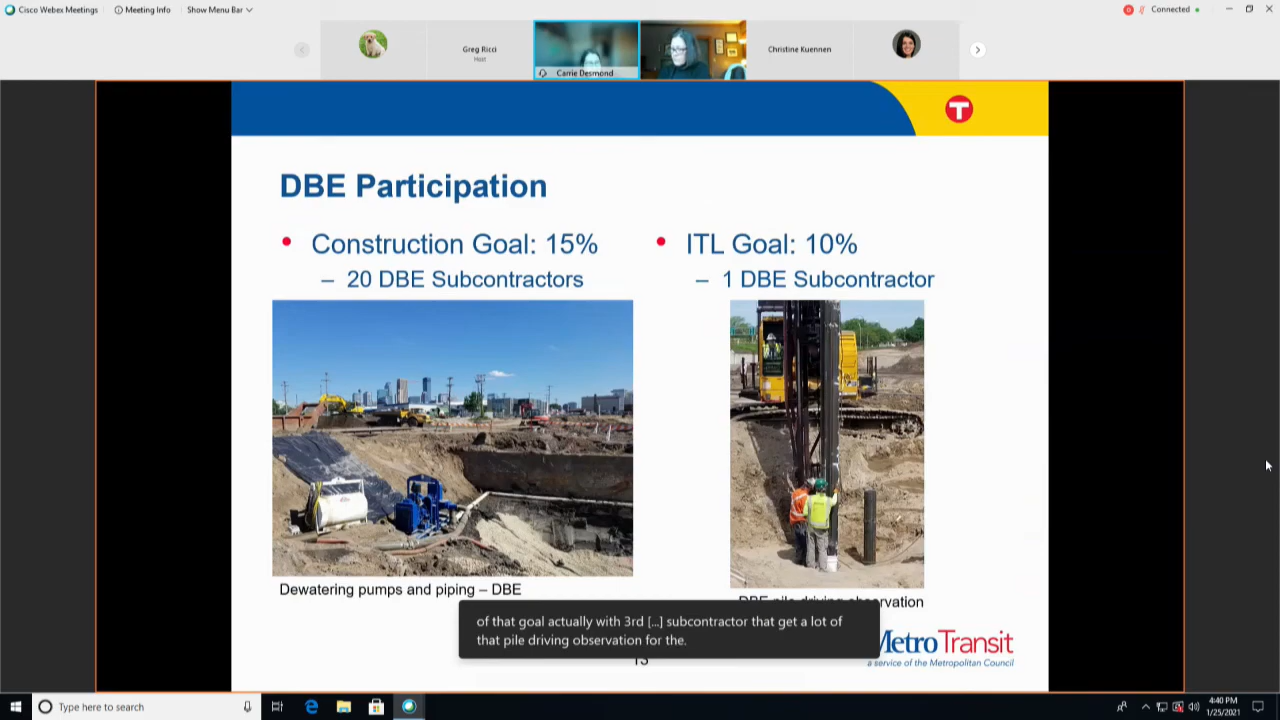 Cisco Webex Meetings
Meeting Info
Show Menu Bar
Connected
Greg Ricci
Host
Carrie Desmond
Christine Kuennen
T
DBE Participation
Construction Goal: 15%
– 20 DBE Subcontractors
ITL Goal: 10%
– 1 DBE Subcontractor
Dewatering pumps and piping – DBE
DBE pile driving observation
of that goal actually with 3rd [...] subcontractor that get a lot of
that pile driving observation for the.
13
MetroTransit
a service of the Metropolitan Council
Type here to search
4:40 PM
1/25/2021